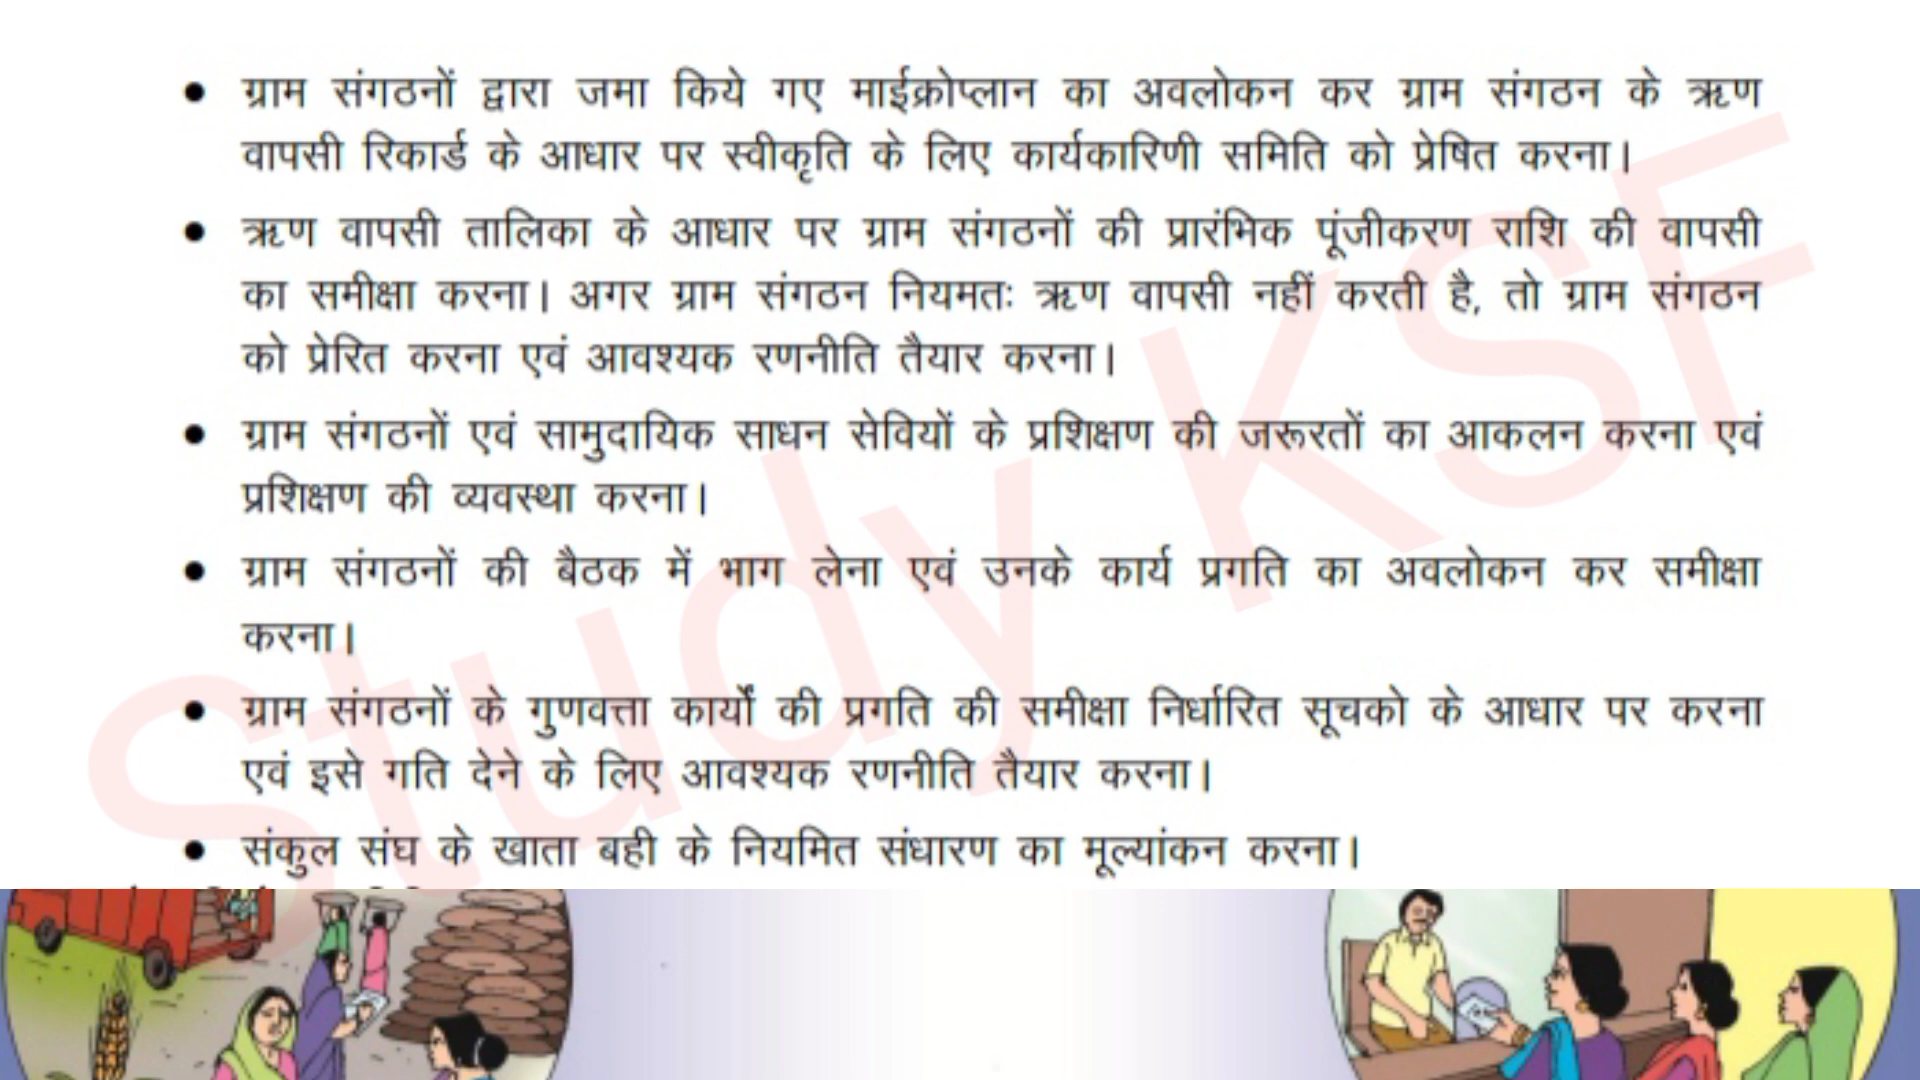 ● ग्राम संगठनों द्वारा जमा किये गए माईक्रोप्लान का अवलोकन कर ग्राम संगठन के ऋण
वापसी रिकार्ड के आधार पर स्वीकृति के लिए कार्यकारिणी समिति को प्रेषित करना।
● ऋण वापसी तालिका के आधार पर ग्राम संगठनों की प्रारंभिक पूंजीकरण राशि की वापसी
का समीक्षा करना। अगर ग्राम संगठन नियमतः ऋण वापसी नहीं करती है, तो ग्राम संगठन
को प्रेरित करना एवं आवश्यक रणनीति तैयार करना।
● ग्राम संगठनों एवं सामुदायिक साधन सेवियों के प्रशिक्षण की जरूरतों का आकलन करना एवं
प्रशिक्षण की व्यवस्था करना।
● ग्राम संगठनों की बैठक में भाग लेना एवं उनके कार्य प्रगति का अवलोकन कर समीक्षा
करना।
● ग्राम संगठनों के गुणवत्ता कार्यों की प्रगति की समीक्षा निर्धारित सूचको के आधार पर करना
एवं इसे गति देने के लिए आवश्यक रणनीति तैयार करना।
● संकुल संघ के खाता बही के नियमित संधारण का मूल्यांकन करना।
Study KSF